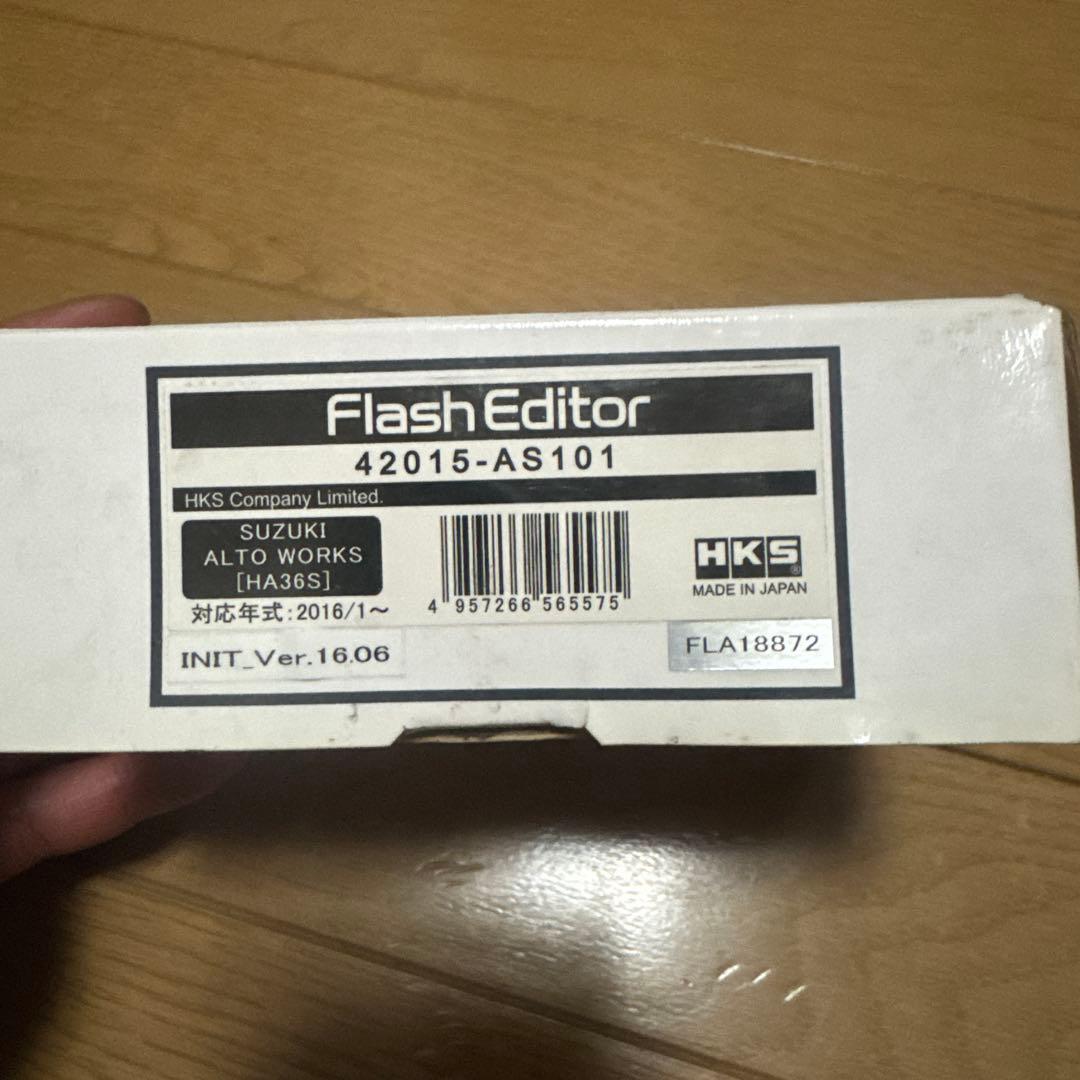 Flash Editor
42015-AS101
HKS Company Limited.
SUZUKI
ALTO WORKS
[HA36S]
対応年式:2016/1～
4 957266 565575
HKS®
MADE IN JAPAN
INIT_Ver.16.06
FLA18872